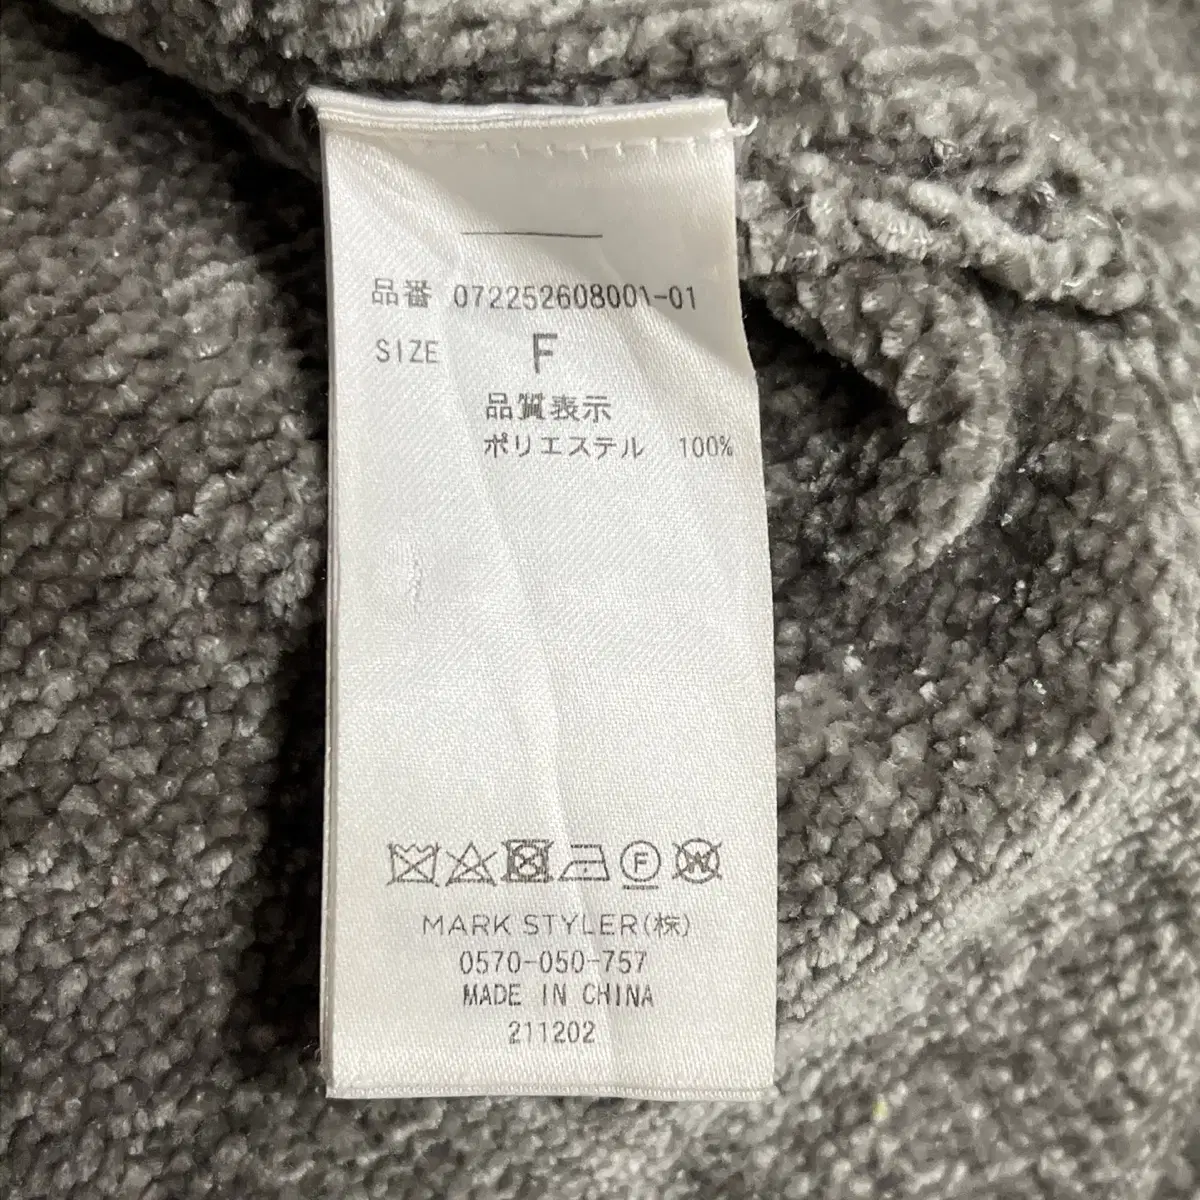 品番 072252608001-01
SIZE F
品質表示
ポリエステル 100%
F W
MARK STYLER(株)
0570-050-757
MADE IN CHINA
211202